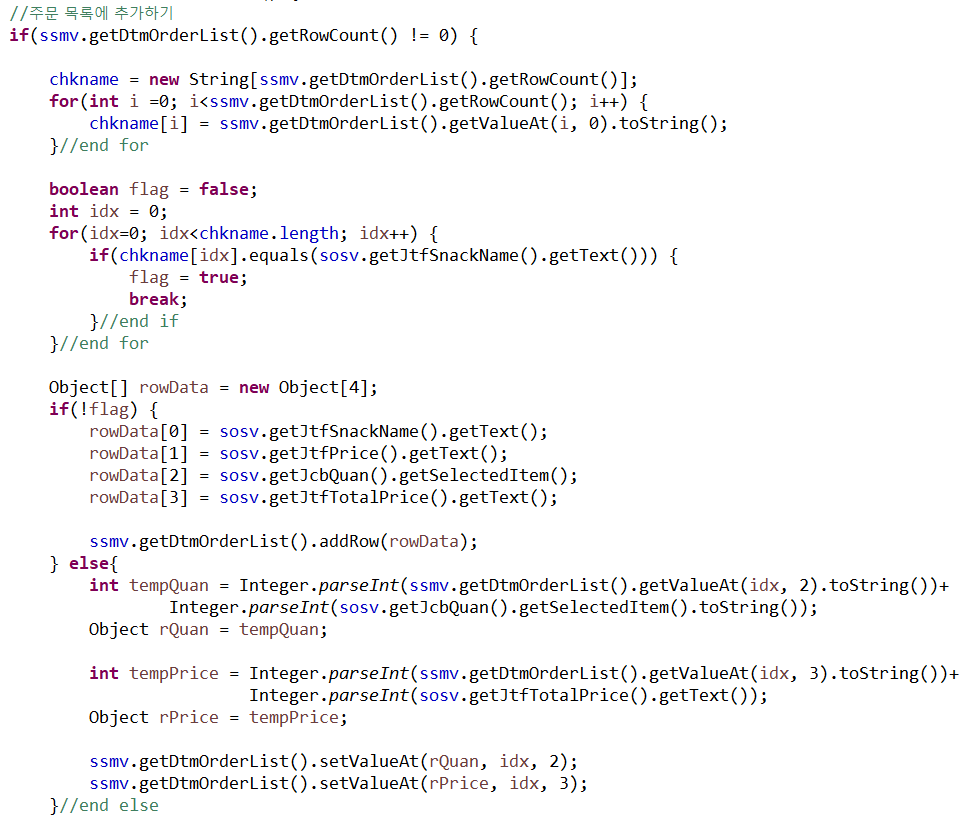 //주문 목록에 추가하기
if(ssmv.getDtmOrderList().getRowCount() != 0) {
chkname = new String[ssmv.getDtmOrderList().getRowCount()];
for(int i =0; i<ssmv.getDtmOrderList().getRowCount(); i++) {
chkname[i] = ssmv.getDtmOrderList().getValueAt(i, 0).toString();
}//end for
boolean flag = false;
int idx = 0;
for(idx=0; idx<chkname.length; idx++) {
if(chkname[idx].equals(sosv.getJtfSnackName().getText())) {
flag = true;
break;
}//end if
}//end for
Object[] rowData = new Object[4];
if(!flag) {
rowData[0] = sosv.getJtfSnackName().getText();
rowData[1] = sosv.getJtfPrice().getText();
rowData[2] = sosv.getJcbQuan().getSelectedItem();
rowData[3] = sosv.getJtfTotalPrice().getText();
ssmv.getDtmOrderList().addRow(rowData);
} else{
int tempQuan = Integer.parseInt(ssmv.getDtmOrderList().getValueAt(idx, 2).toString())+
Integer.parseInt(sosv.getJcbQuan().getSelectedItem().toString());
Object rQuan = tempQuan;
int tempPrice = Integer.parseInt(ssmv.getDtmOrderList().getValueAt(idx, 3).toString())+
Integer.parseInt(sosv.getJtfTotalPrice().getText());
Object rPrice = tempPrice;
ssmv.getDtmOrderList().setValueAt(rQuan, idx, 2);
ssmv.getDtmOrderList().setValueAt(rPrice, idx, 3);
}//end else